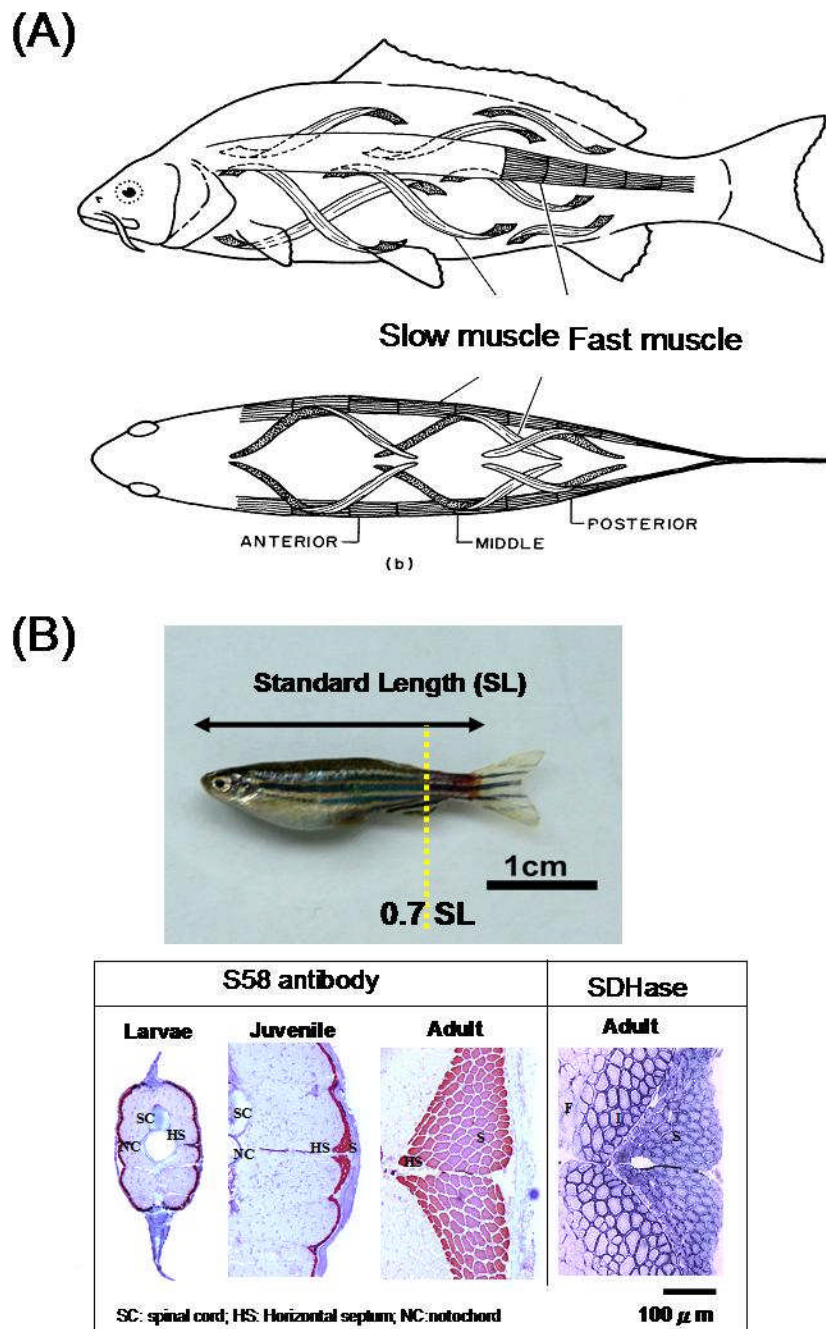 (A)
Slow muscle Fast muscle
ANTERIOR
MIDDLE
POSTERIOR
(b)
(B)
Standard Length (SL)
1cm
0.7 SL
S58 antibody
SDHase
Larvae
Juvenile
Adult
Adult
SC
HS
NC
SC
NC
HS
S
HS
S
F
I
S
SC: spinal cord; HS: Horizontal septum; NC:notochord
100 μm